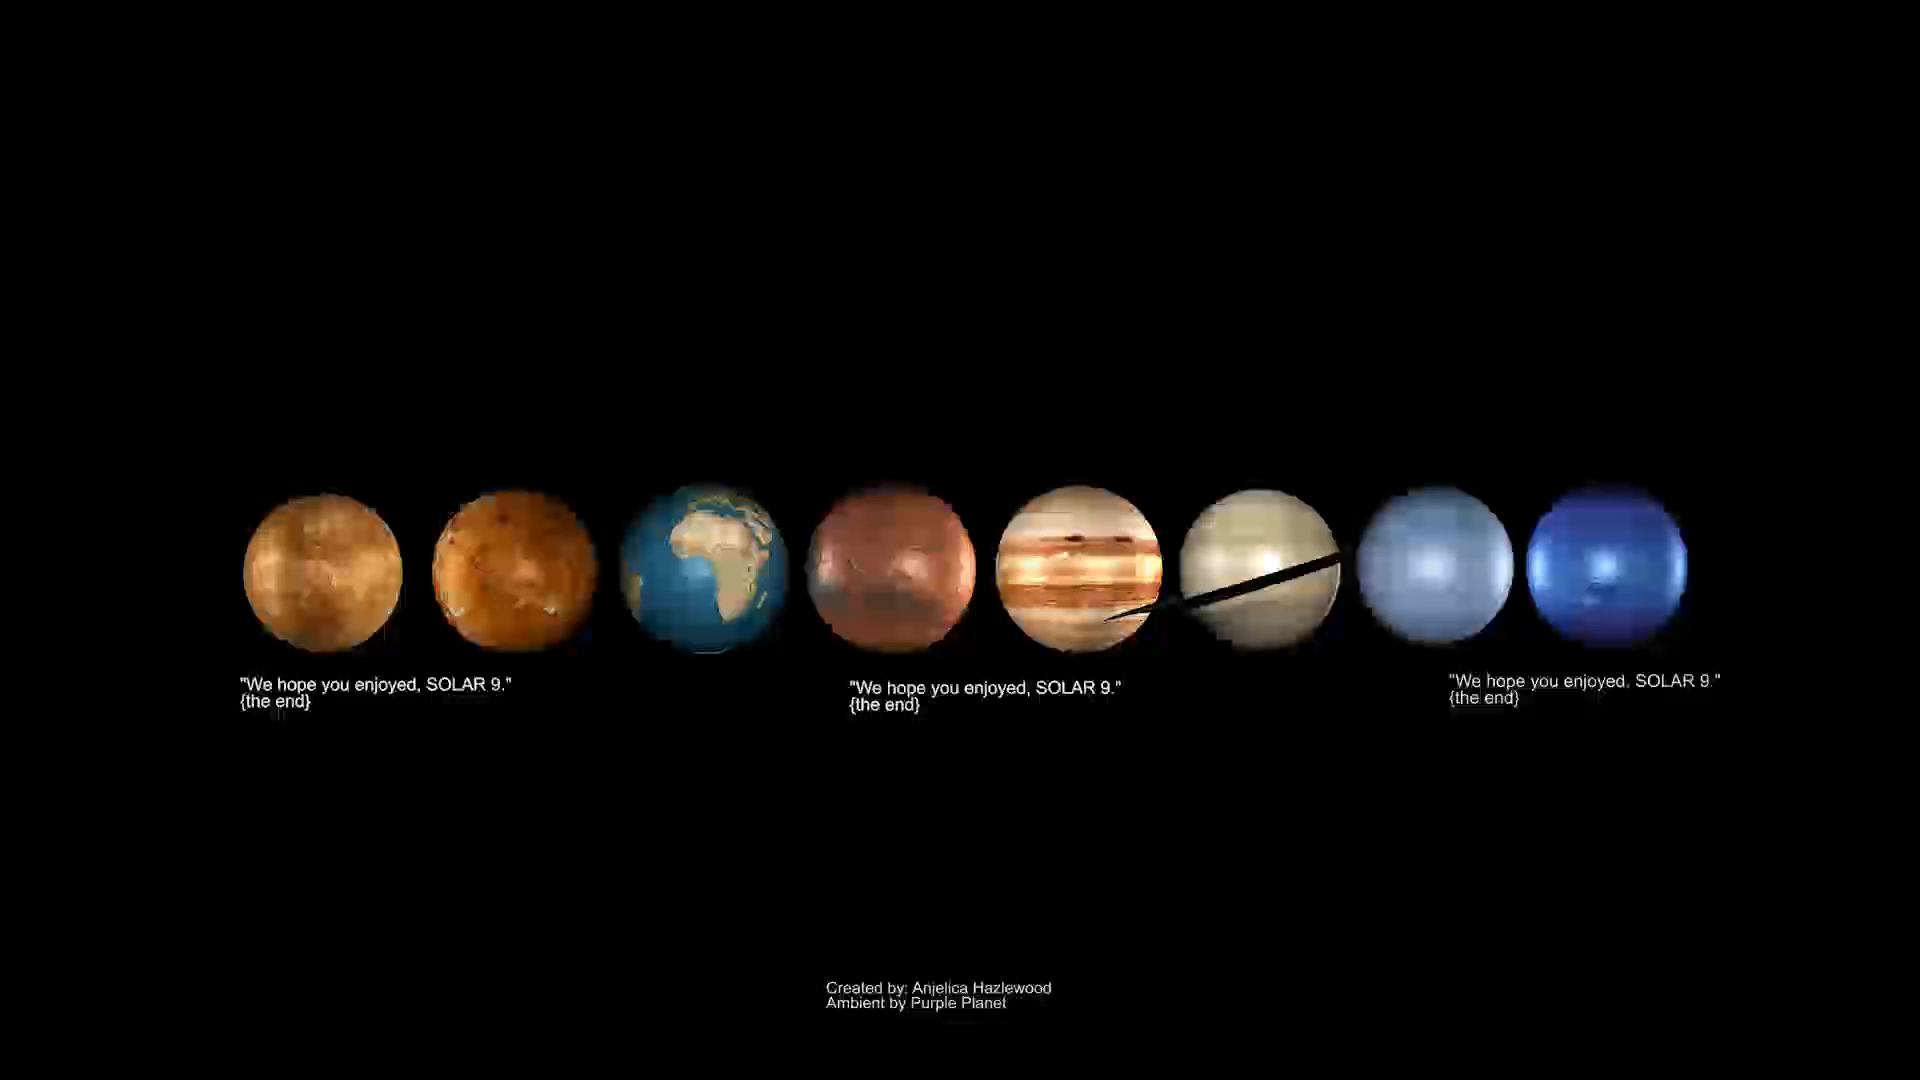 "We hope you enjoyed, SOLAR 9."
{the end}
"We hope you enjoyed, SOLAR 9."
{the end}
"We hope you enjoyed, SOLAR 9."
{the end}
Created by: Anjelica Hazlewood
Ambient by Purple Planet